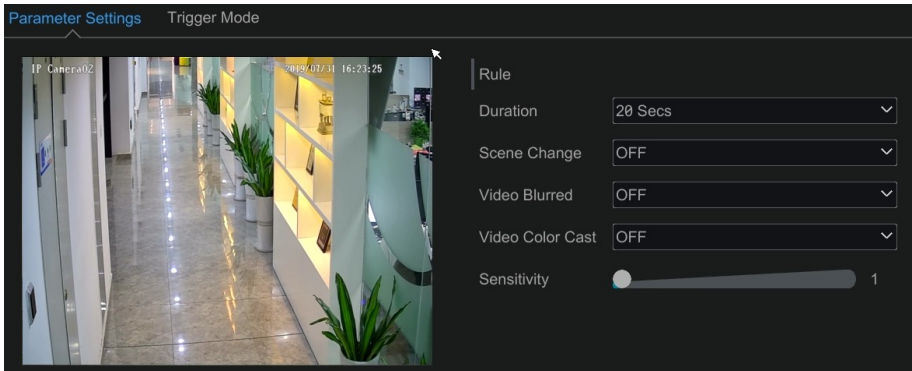 Parameter Settings Trigger Mode
IP Camera02 2019/07/31 16:23:25
Rule
Duration 20 Secs
Scene Change OFF
Video Blurred OFF
Video Color Cast OFF
Sensitivity 1